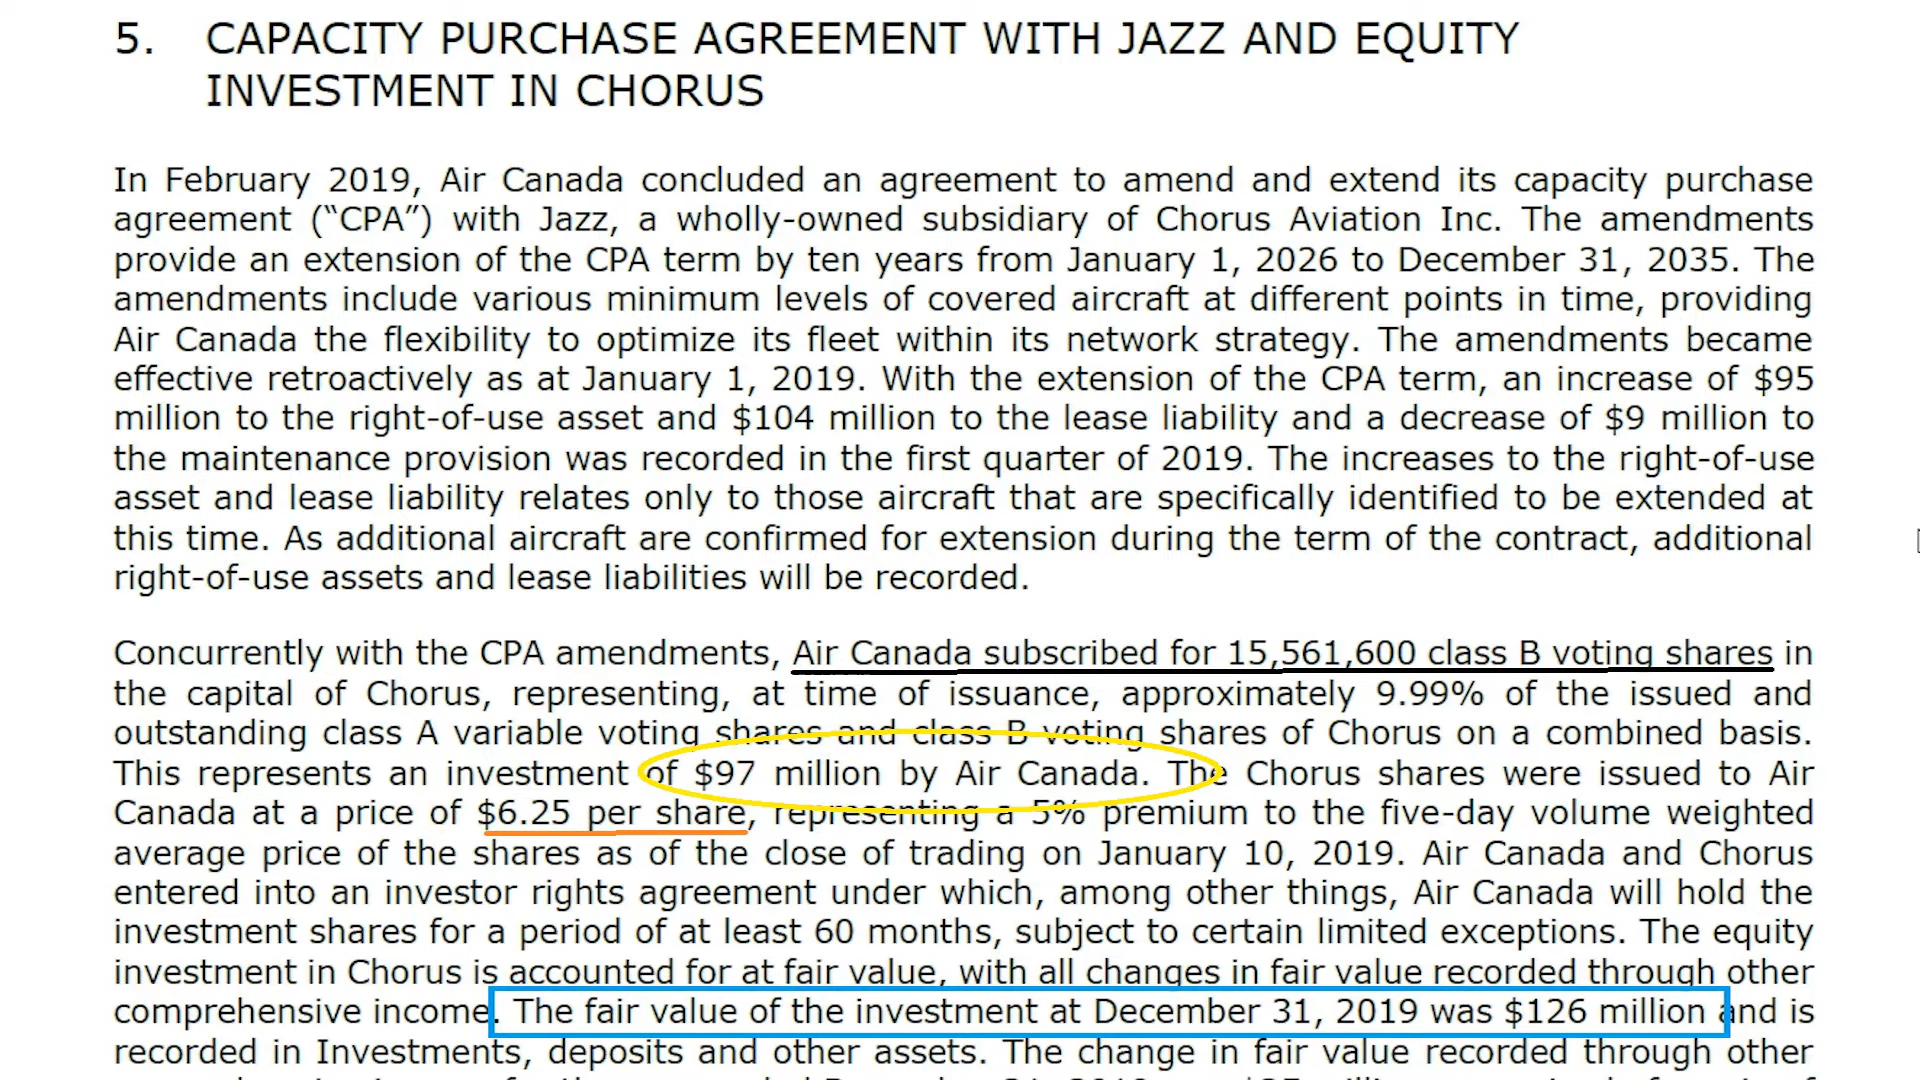 5. CAPACITY PURCHASE AGREEMENT WITH JAZZ AND EQUITY
INVESTMENT IN CHORUS
In February 2019, Air Canada concluded an agreement to amend and extend its capacity purchase
agreement (“CPA”) with Jazz, a wholly-owned subsidiary of Chorus Aviation Inc. The amendments
provide an extension of the CPA term by ten years from January 1, 2026 to December 31, 2035. The
amendments include various minimum levels of covered aircraft at different points in time, providing
Air Canada the flexibility to optimize its fleet within its network strategy. The amendments became
effective retroactively as at January 1, 2019. With the extension of the CPA term, an increase of $95
million to the right-of-use asset and $104 million to the lease liability and a decrease of $9 million to
the maintenance provision was recorded in the first quarter of 2019. The increases to the right-of-use
asset and lease liability relates only to those aircraft that are specifically identified to be extended at
this time. As additional aircraft are confirmed for extension during the term of the contract, additional
right-of-use assets and lease liabilities will be recorded.
Concurrently with the CPA amendments, Air Canada subscribed for 15,561,600 class B voting shares in
the capital of Chorus, representing, at time of issuance, approximately 9.99% of the issued and
outstanding class A variable voting shares and class B voting shares of Chorus on a combined basis.
This represents an investment of $97 million by Air Canada. The Chorus shares were issued to Air
Canada at a price of $6.25 per share, representing a 5% premium to the five-day volume weighted
average price of the shares as of the close of trading on January 10, 2019. Air Canada and Chorus
entered into an investor rights agreement under which, among other things, Air Canada will hold the
investment shares for a period of at least 60 months, subject to certain limited exceptions. The equity
investment in Chorus is accounted for at fair value, with all changes in fair value recorded through other
comprehensive income. The fair value of the investment at December 31, 2019 was $126 million and is
recorded in Investments, deposits and other assets. The change in fair value recorded through other